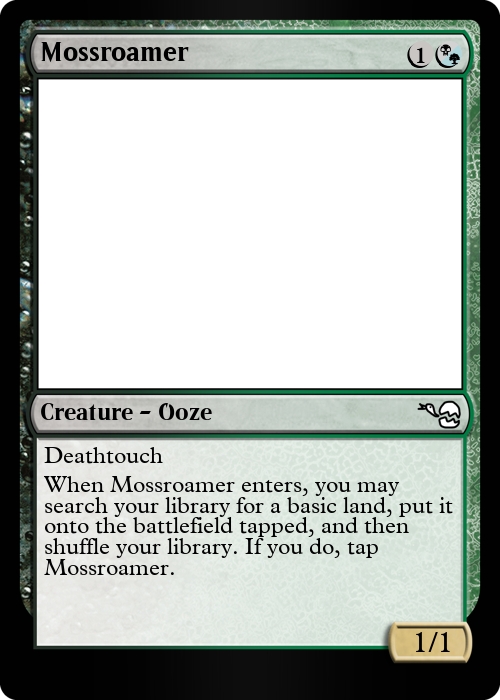 Mossroamer
1
Creature – Ooze
Deathtouch
When Mossroamer enters, you may
search your library for a basic land, put it
onto the battlefield tapped, and then
shuffle your library. If you do, tap
Mossroamer.
1/1